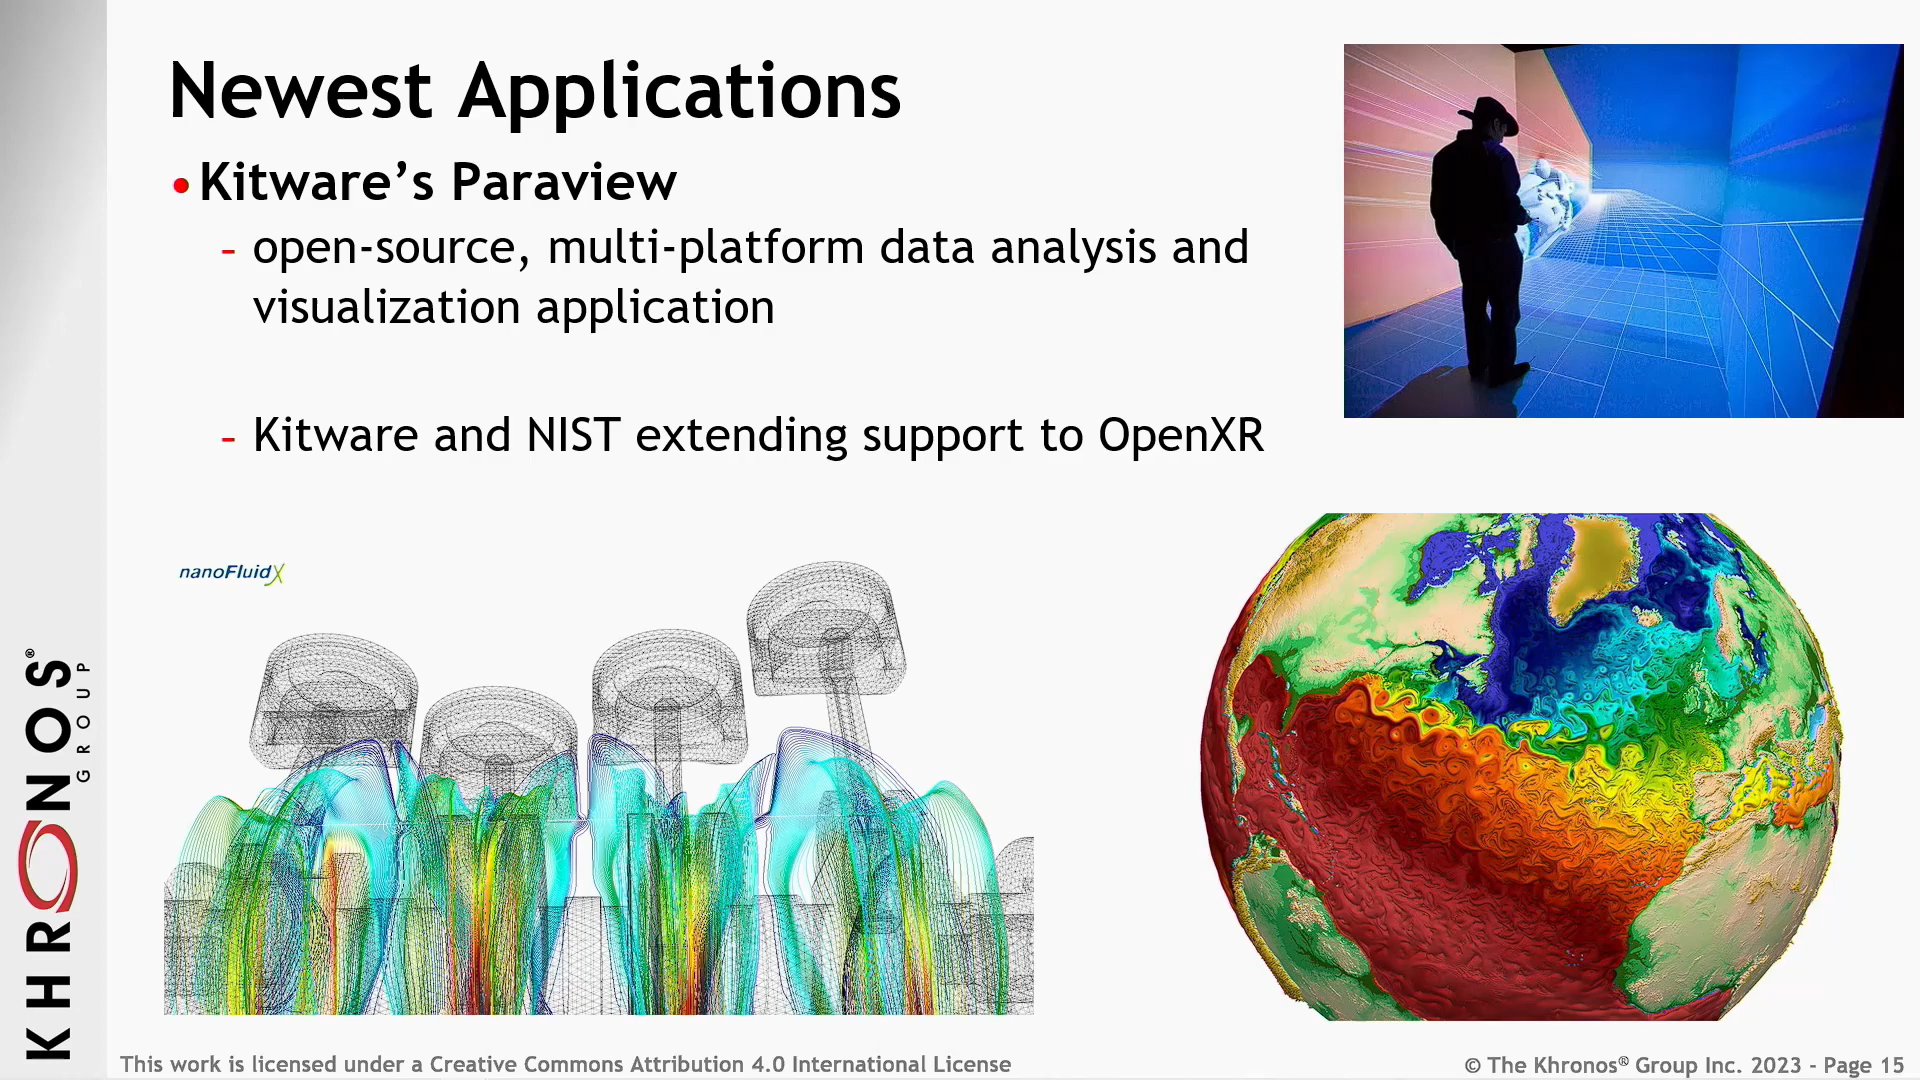 Newest Applications
• Kitware’s Paraview
– open-source, multi-platform data analysis and
visualization application
– Kitware and NIST extending support to OpenXR
nanoFluidX
KHRONOS®
GROUP
This work is licensed under a Creative Commons Attribution 4.0 International License
© The Khronos® Group Inc. 2023 - Page 15